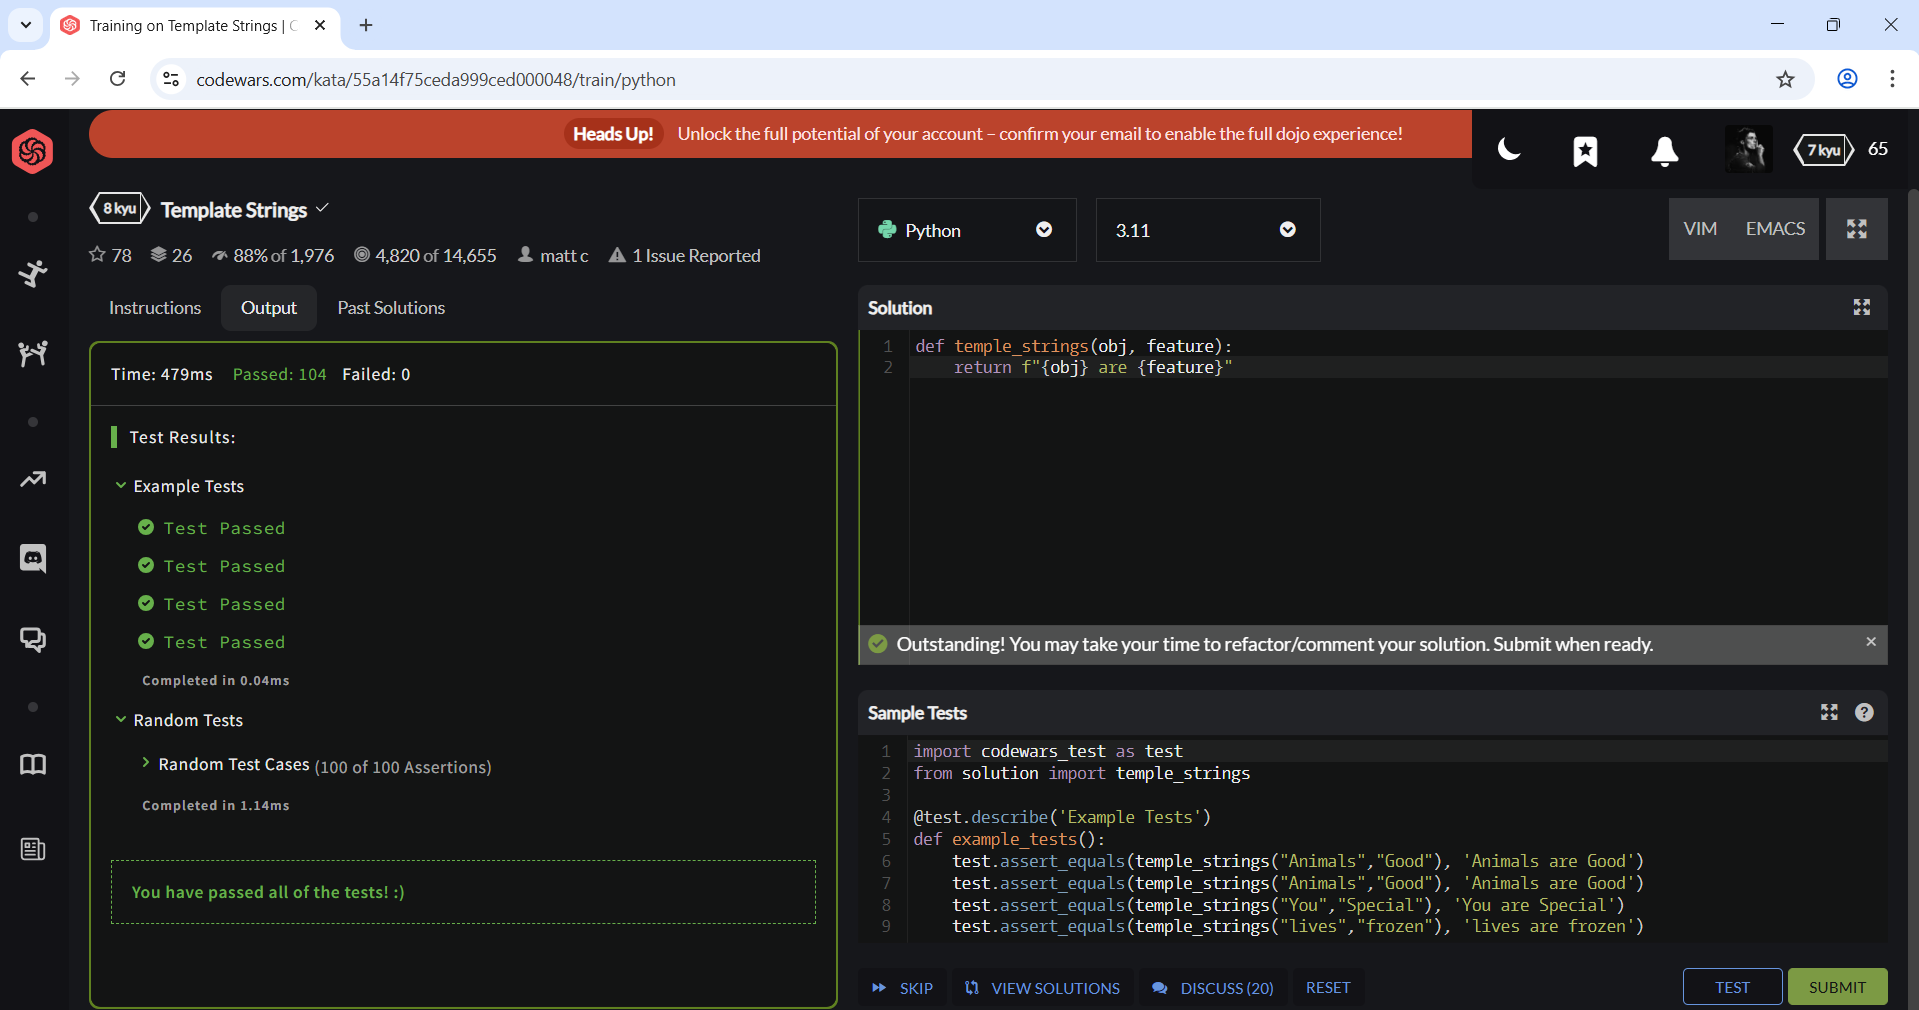 Training on Template Strings | C
codewars.com/kata/55a14f75ceda999ced000048/train/python
Heads Up! Unlock the full potential of your account – confirm your email to enable the full dojo experience!
7 kyu 65
8 kyu Template Strings
78 26 88% of 1,976 4,820 of 14,655 matt c 1 Issue Reported
Python 3.11 VIM EMACS
Instructions Output Past Solutions
Time: 479ms Passed: 104 Failed: 0
Test Results:
Example Tests
Test Passed
Test Passed
Test Passed
Test Passed
Completed in 0.04ms
Random Tests
Random Test Cases (100 of 100 Assertions)
Completed in 1.14ms
You have passed all of the tests! :)
Solution
1 def temple_strings(obj, feature):
2     return f"{obj} are {feature}"
Outstanding! You may take your time to refactor/comment your solution. Submit when ready.
Sample Tests
1 import codewars_test as test
2 from solution import temple_strings
3
4 @test.describe('Example Tests')
5 def example_tests():
6     test.assert_equals(temple_strings("Animals","Good"), 'Animals are Good')
7     test.assert_equals(temple_strings("Animals","Good"), 'Animals are Good')
8     test.assert_equals(temple_strings("You","Special"), 'You are Special')
9     test.assert_equals(temple_strings("lives","frozen"), 'lives are frozen')
SKIP VIEW SOLUTIONS DISCUSS (20) RESET TEST SUBMIT